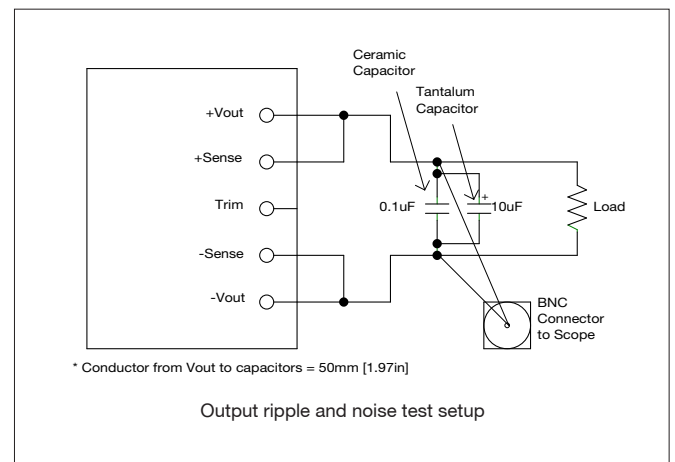 Ceramic
Capacitor
Tantalum
Capacitor
+Vout
+Sense
Trim
-Sense
-Vout
0.1uF
+
10uF
Load
BNC
Connector
to Scope
* Conductor from Vout to capacitors = 50mm [1.97in]
Output ripple and noise test setup